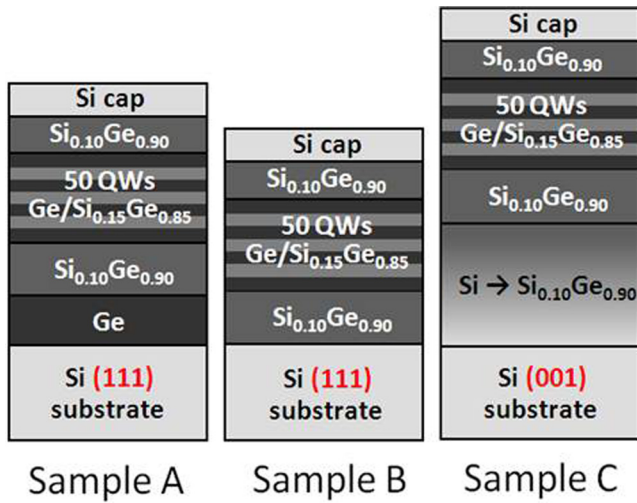 Si cap
Si₀.₁₀Ge₀.₉₀
50 QWs
Ge/Si₀.₁₅Ge₀.₈₅
Si₀.₁₀Ge₀.₉₀
Ge
Si (111)
substrate
Sample A
Si cap
Si₀.₁₀Ge₀.₉₀
50 QWs
Ge/Si₀.₁₅Ge₀.₈₅
Si₀.₁₀Ge₀.₉₀
Si (111)
substrate
Sample B
Si cap
Si₀.₁₀Ge₀.₉₀
50 QWs
Ge/Si₀.₁₅Ge₀.₈₅
Si₀.₁₀Ge₀.₉₀
Si → Si₀.₁₀Ge₀.₉₀
Si (001)
substrate
Sample C